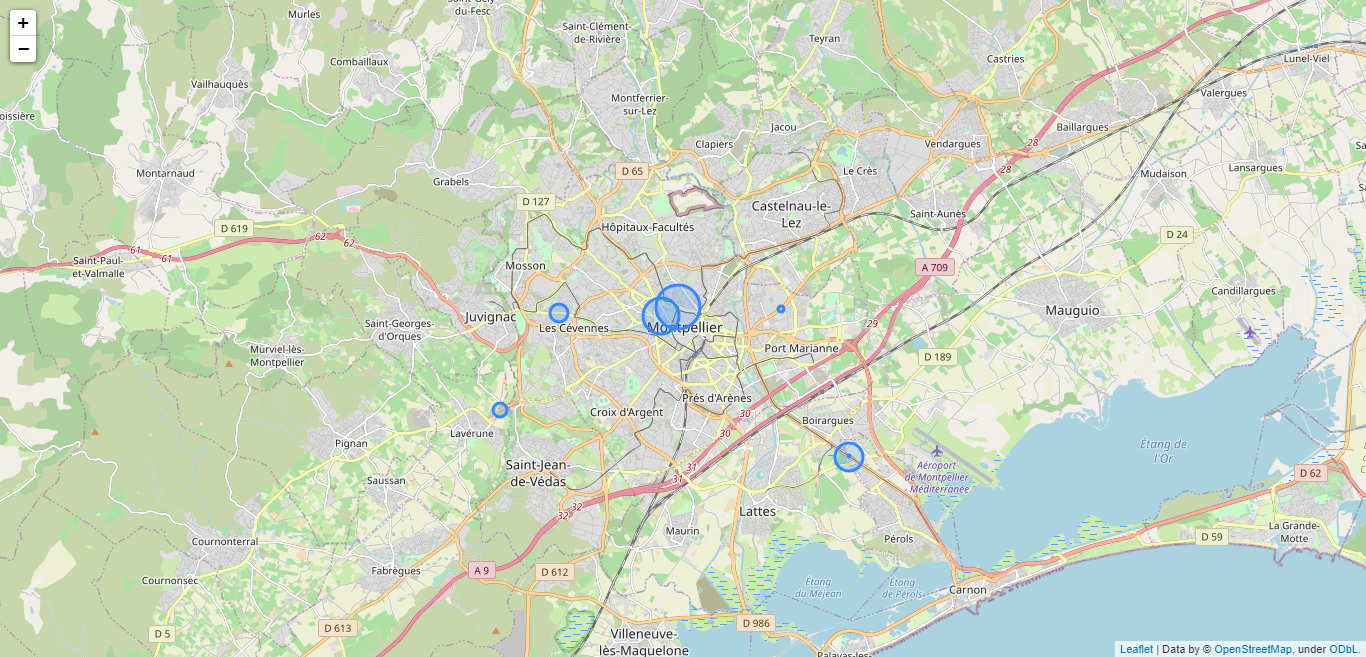 +
−
Murles
Saint-Gély
du-Fesc
Saint-Clément-
de-Rivière
Teyran
Castries
Lunel-Viel
Combaillaux
Vailhauquès
Valergues
Montferrier-
sur-Lez
oissière
Jacou
Baillargues
28
Clapiers
Vendargues
Montarnaud
D 65
Le Crès
28
Lansargues
Mudaison
Grabels
D 127
Castelnau-le-
Lez
Saint-Aunès
D 619
Hôpitaux-Facultés
D 24
62
62
61
61
Saint-Paul-
et-Valmalle
Mosson
A 709
Candillargues
Juvignac
Saint-Georges-
d'Orques
Les Cévennes
Montpellier
29
Mauguio
Murviel-lès-
Montpellier
Port Marianne
D 189
Prés d'Arènes
Croix d'Argent
30
30
Boirargues
Lavérune
Pignan
Étang de
l'Or
Saint-Jean-
de-Védas
31
31
Aéroport
de Montpellier
Méditerranée
D 62
Saussan
32
32
Lattes
Maurin
Pérols
La Grande-
Motte
D 59
Cournonterral
Fabrègues
A 9
D 612
Cournonsec
Étang
du Méjean
Étang
de Pérols
Carnon
D 5
D 613
D 986
Villeneuve-
lès-Maguelone
Palavas-les-
Leaflet | Data by © OpenStreetMap, under ODbL.